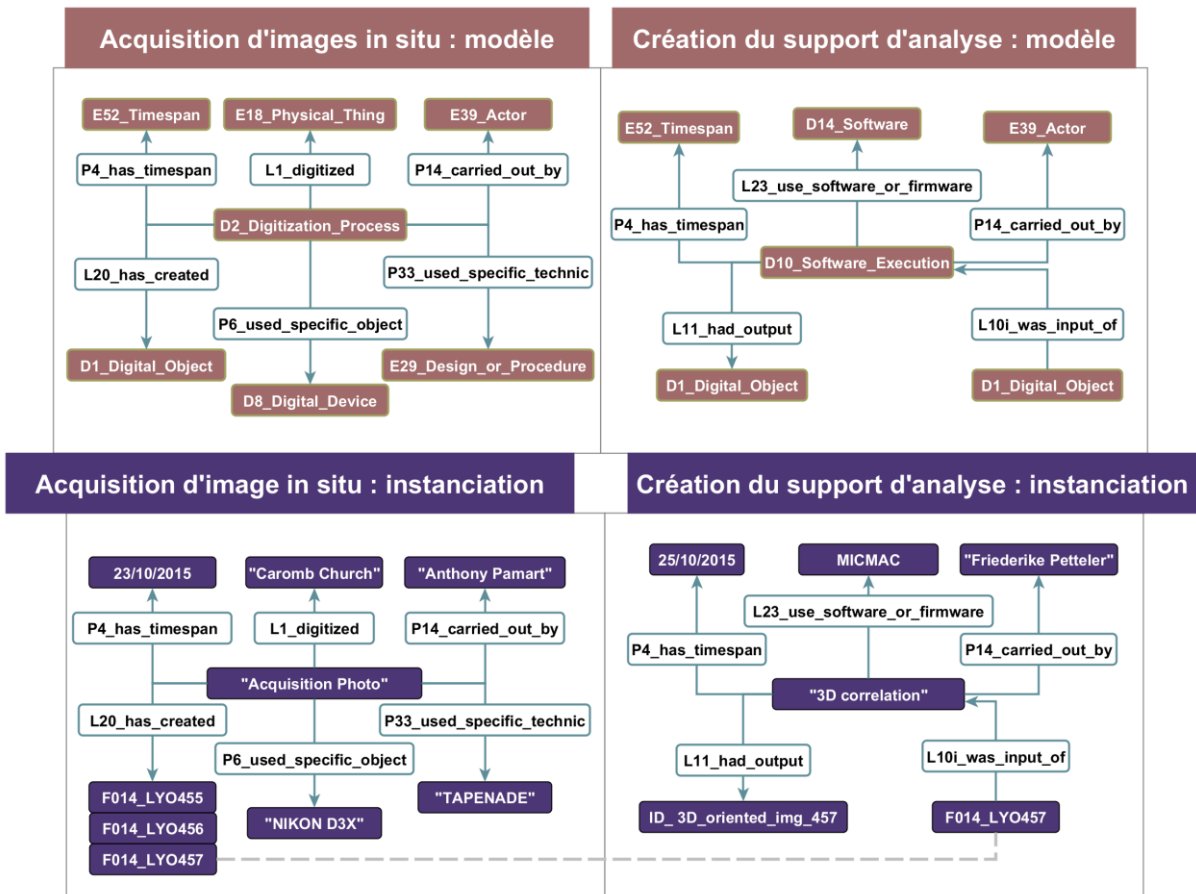 Acquisition d'images in situ : modèle
E52_Timespan
E18_Physical_Thing
E39_Actor
P4_has_timespan
L1_digitized
P14_carried_out_by
D2_Digitization_Process
L20_has_created
P33_used_specific_technic
P6_used_specific_object
D1_Digital_Object
E29_Design_or_Procedure
D8_Digital_Device
Création du support d'analyse : modèle
E52_Timespan
D14_Software
E39_Actor
L23_use_software_or_firmware
P4_has_timespan
P14_carried_out_by
D10_Software_Execution
L11_had_output
L10i_was_input_of
D1_Digital_Object
D1_Digital_Object
Acquisition d'image in situ : instanciation
23/10/2015
"Caromb Church"
"Anthony Pamart"
P4_has_timespan
L1_digitized
P14_carried_out_by
"Acquisition Photo"
L20_has_created
P33_used_specific_technic
P6_used_specific_object
F014_LYO455
"TAPENADE"
F014_LYO456
"NIKON D3X"
F014_LYO457
Création du support d'analyse : instanciation
25/10/2015
MICMAC
"Friederike Petteler"
L23_use_software_or_firmware
P4_has_timespan
P14_carried_out_by
"3D correlation"
L11_had_output
L10i_was_input_of
ID_ 3D_oriented_img_457
F014_LYO457